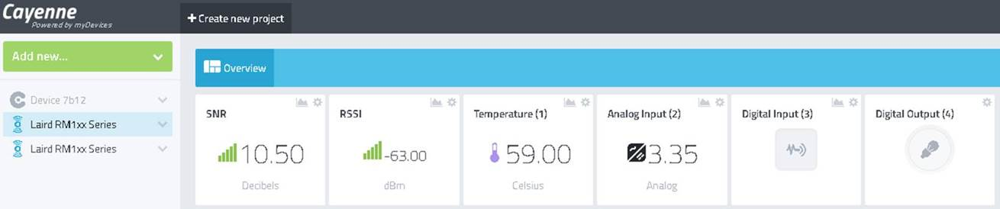 Cayenne
Powered by myDevices
+ Create new project
Add new...
Overview
Device 7b12
Laird RM1xx Series
Laird RM1xx Series
SNR
10.50
Decibels
RSSI
-63.00
dBm
Temperature (1)
59.00
Celsius
Analog Input (2)
3.35
Analog
Digital Input (3)
Digital Output (4)